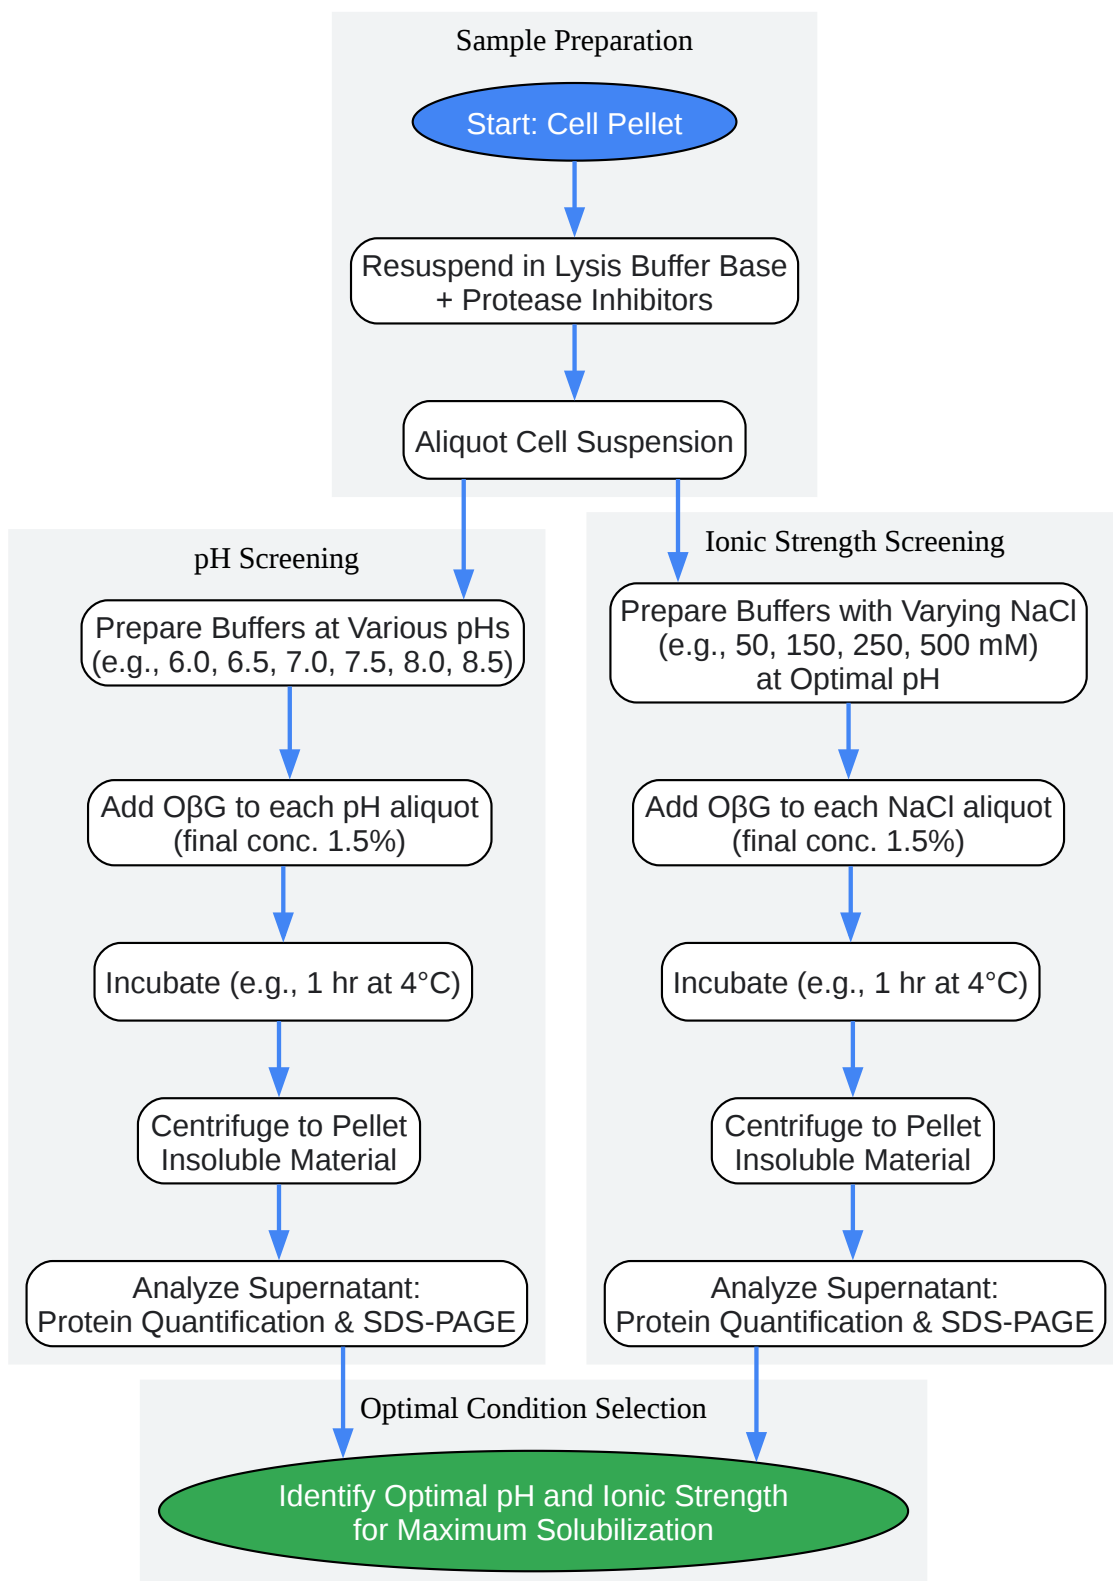 Sample Preparation
Start: Cell Pellet
Resuspend in Lysis Buffer Base
+ Protease Inhibitors
Aliquot Cell Suspension
pH Screening
Prepare Buffers at Various pHs
(e.g., 6.0, 6.5, 7.0, 7.5, 8.0, 8.5)
Add OβG to each pH aliquot
(final conc. 1.5%)
Incubate (e.g., 1 hr at 4°C)
Centrifuge to Pellet
Insoluble Material
Analyze Supernatant:
Protein Quantification & SDS-PAGE
Ionic Strength Screening
Prepare Buffers with Varying NaCl
(e.g., 50, 150, 250, 500 mM)
at Optimal pH
Add OβG to each NaCl aliquot
(final conc. 1.5%)
Incubate (e.g., 1 hr at 4°C)
Centrifuge to Pellet
Insoluble Material
Analyze Supernatant:
Protein Quantification & SDS-PAGE
Optimal Condition Selection
Identify Optimal pH and Ionic Strength
for Maximum Solubilization